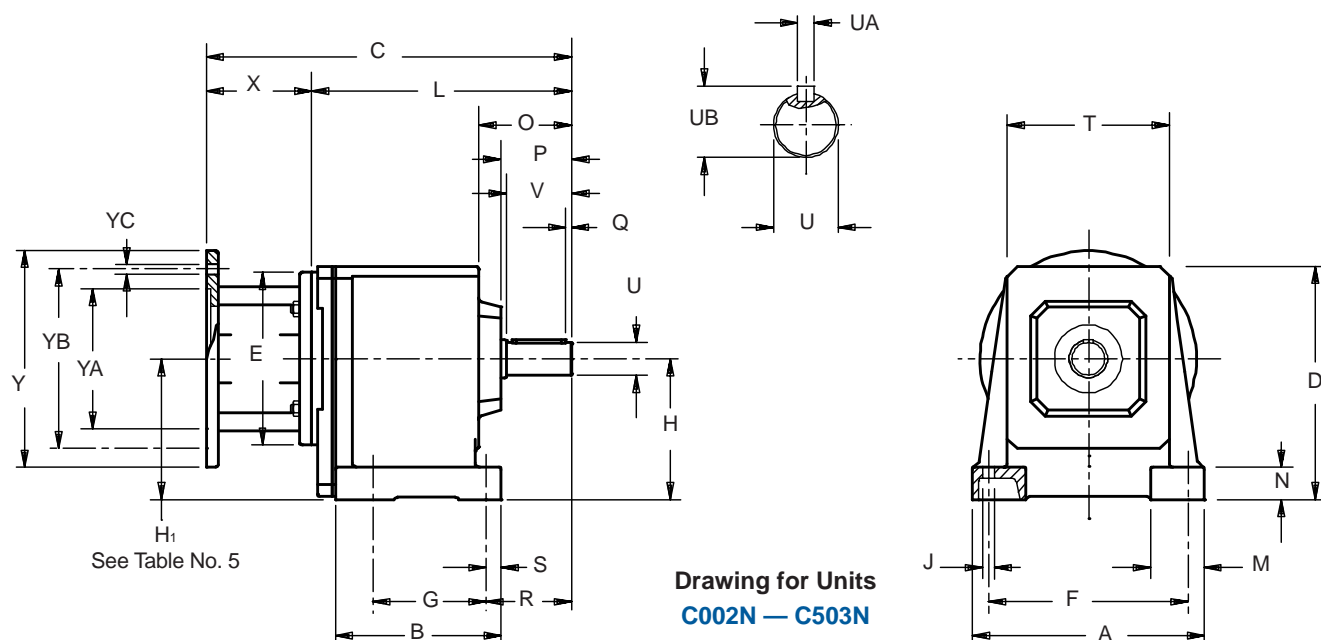 C
X
L
O
P
V
Q
U
YC
Y
YB
YA
E
H
H₁
See Table No. 5
S
G
R
B
UA
UB
U
Drawing for Units
C002N — C503N
T
D
N
J
M
F
A